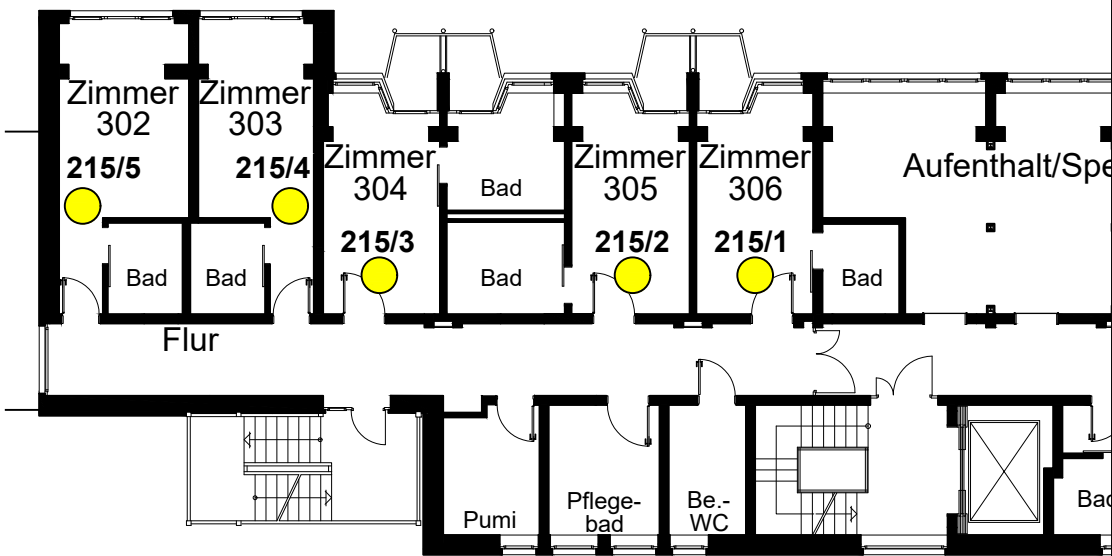 Zimmer
302
215/5
Zimmer
303
215/4
Zimmer
304
215/3
Bad
Zimmer
305
215/2
Zimmer
306
215/1
Aufenthalt/Spe
Bad
Bad
Bad
Bad
Flur
Pumi
Pflege-
bad
Be.-
WC
Bad